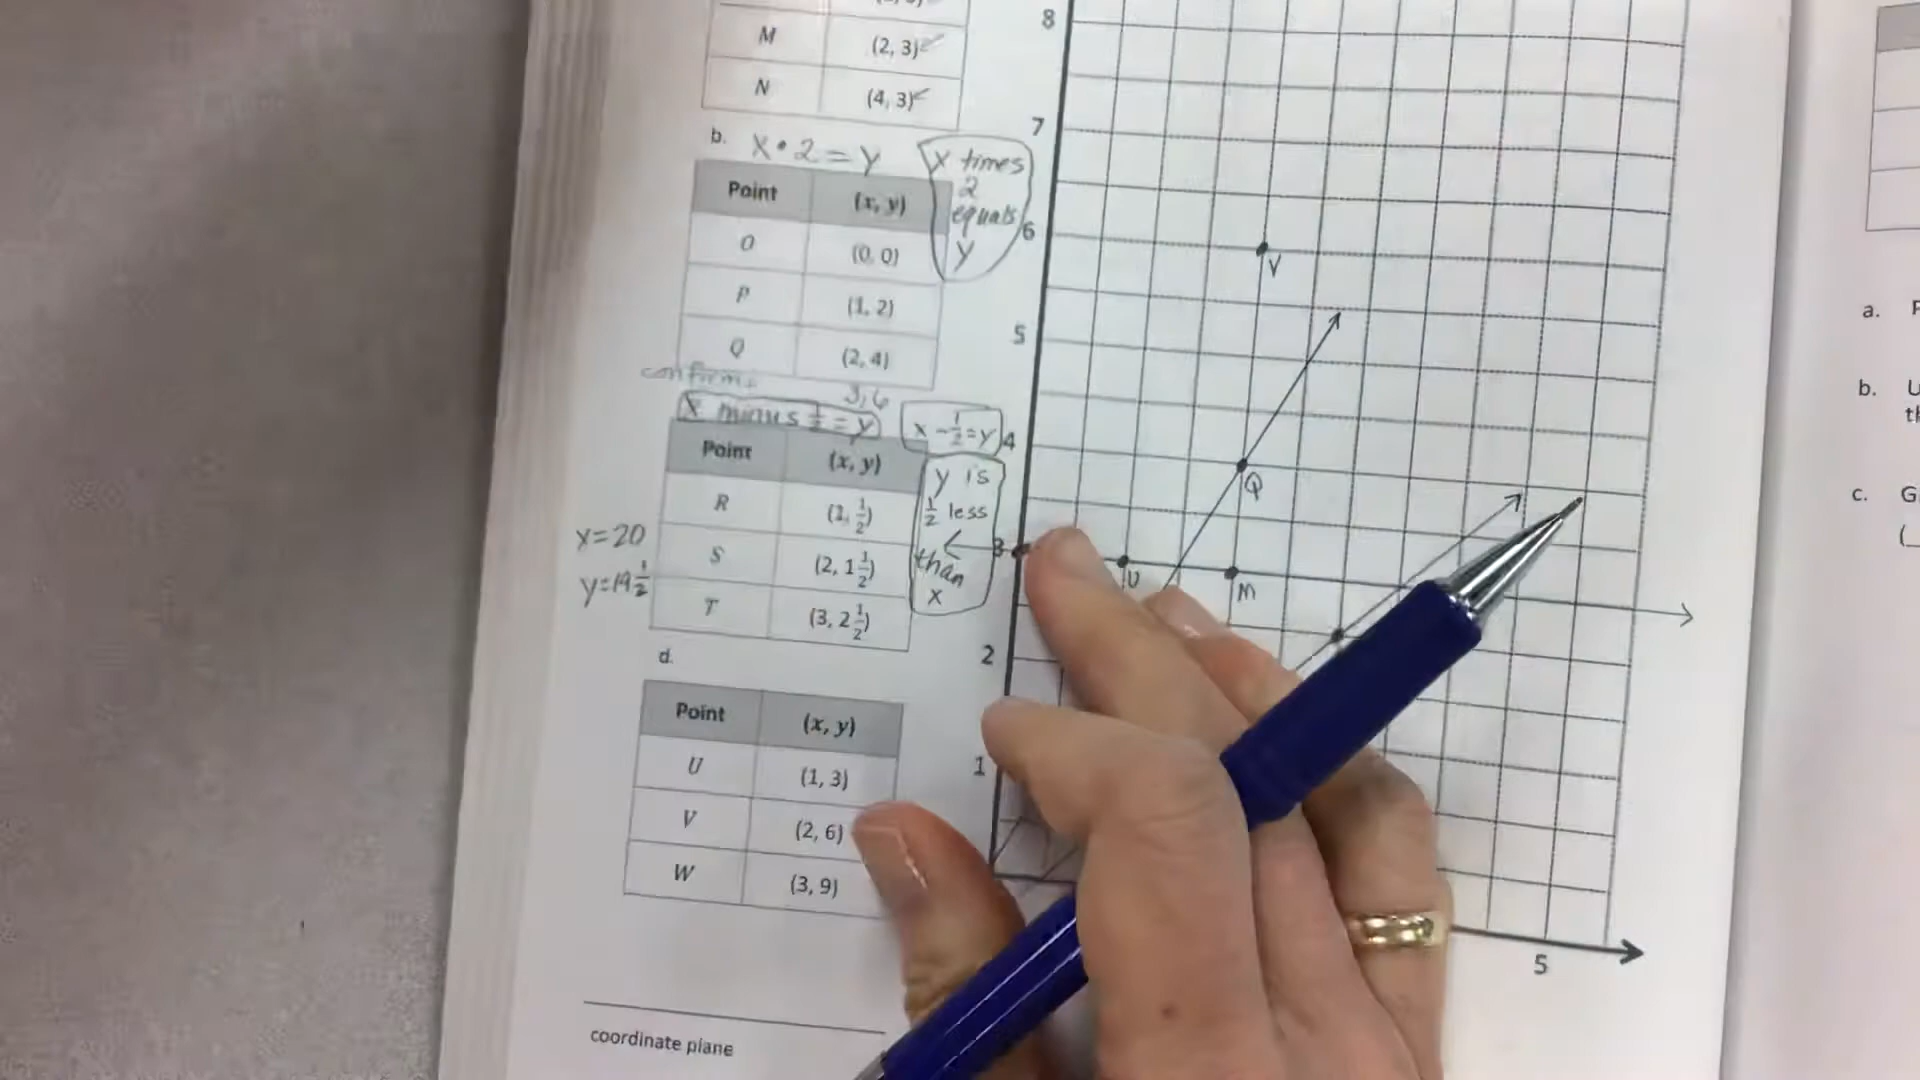 M (2, 3)
N (4, 3)
b. x • 2 = y
x times
2
equals
y
Point (x, y)
O (0, 0)
P (1, 2)
Q (2, 4)
3,6
x minus 1/2 = y
x - 1/2 = y
Point (x, y)
R (1, 1/2)
S (2, 1 1/2)
T (3, 2 1/2)
y is
1/2 less
than
x
x=20
y=19 1/2
d.
Point (x, y)
U (1, 3)
V (2, 6)
W (3, 9)
coordinate plane
8
7
6
5
4
3
2
1
5
V
Q
U
M
a.
b. U
c. G